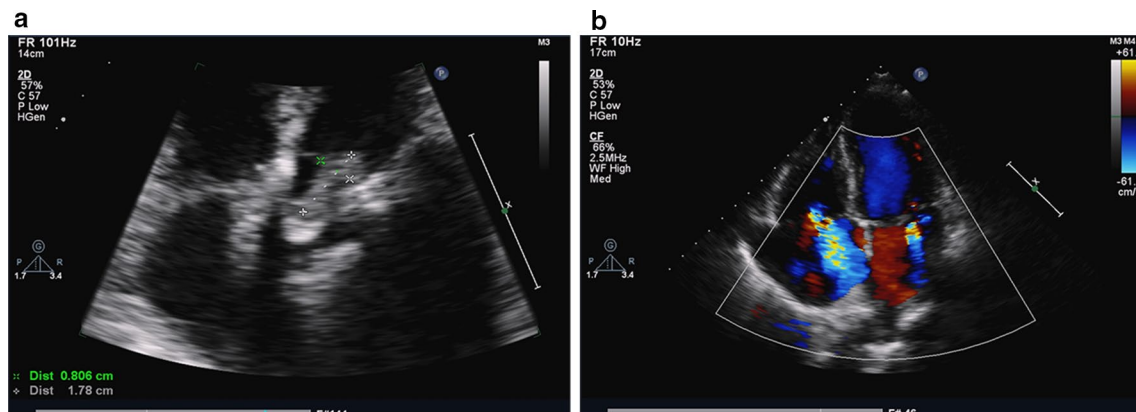 a
FR 101Hz
14cm
2D
57%
C 57
P Low
HGen
M3
P
G
P R
1.7 3.4
X
Dist 0.806 cm
Dist 1.78 cm
b
FR 10Hz
17cm
2D
53%
C 57
P Low
HGen
CF
66%
2.5MHz
WF High
Med
M3 M4
+61.
-61.
cm/
P
G
P R
1.7 3.4
X